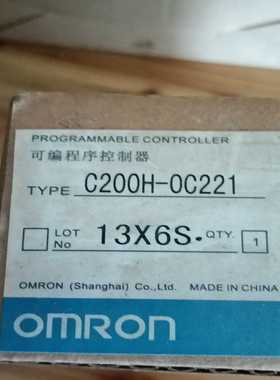 PROGRAMMABLE CONTROLLER
可编程序控制器
TYPE C200H-OC221
LOT No 13X6S· QTY. 1
OMRON (Shanghai) Co.,Ltd. MADE IN CHINA
OMRON